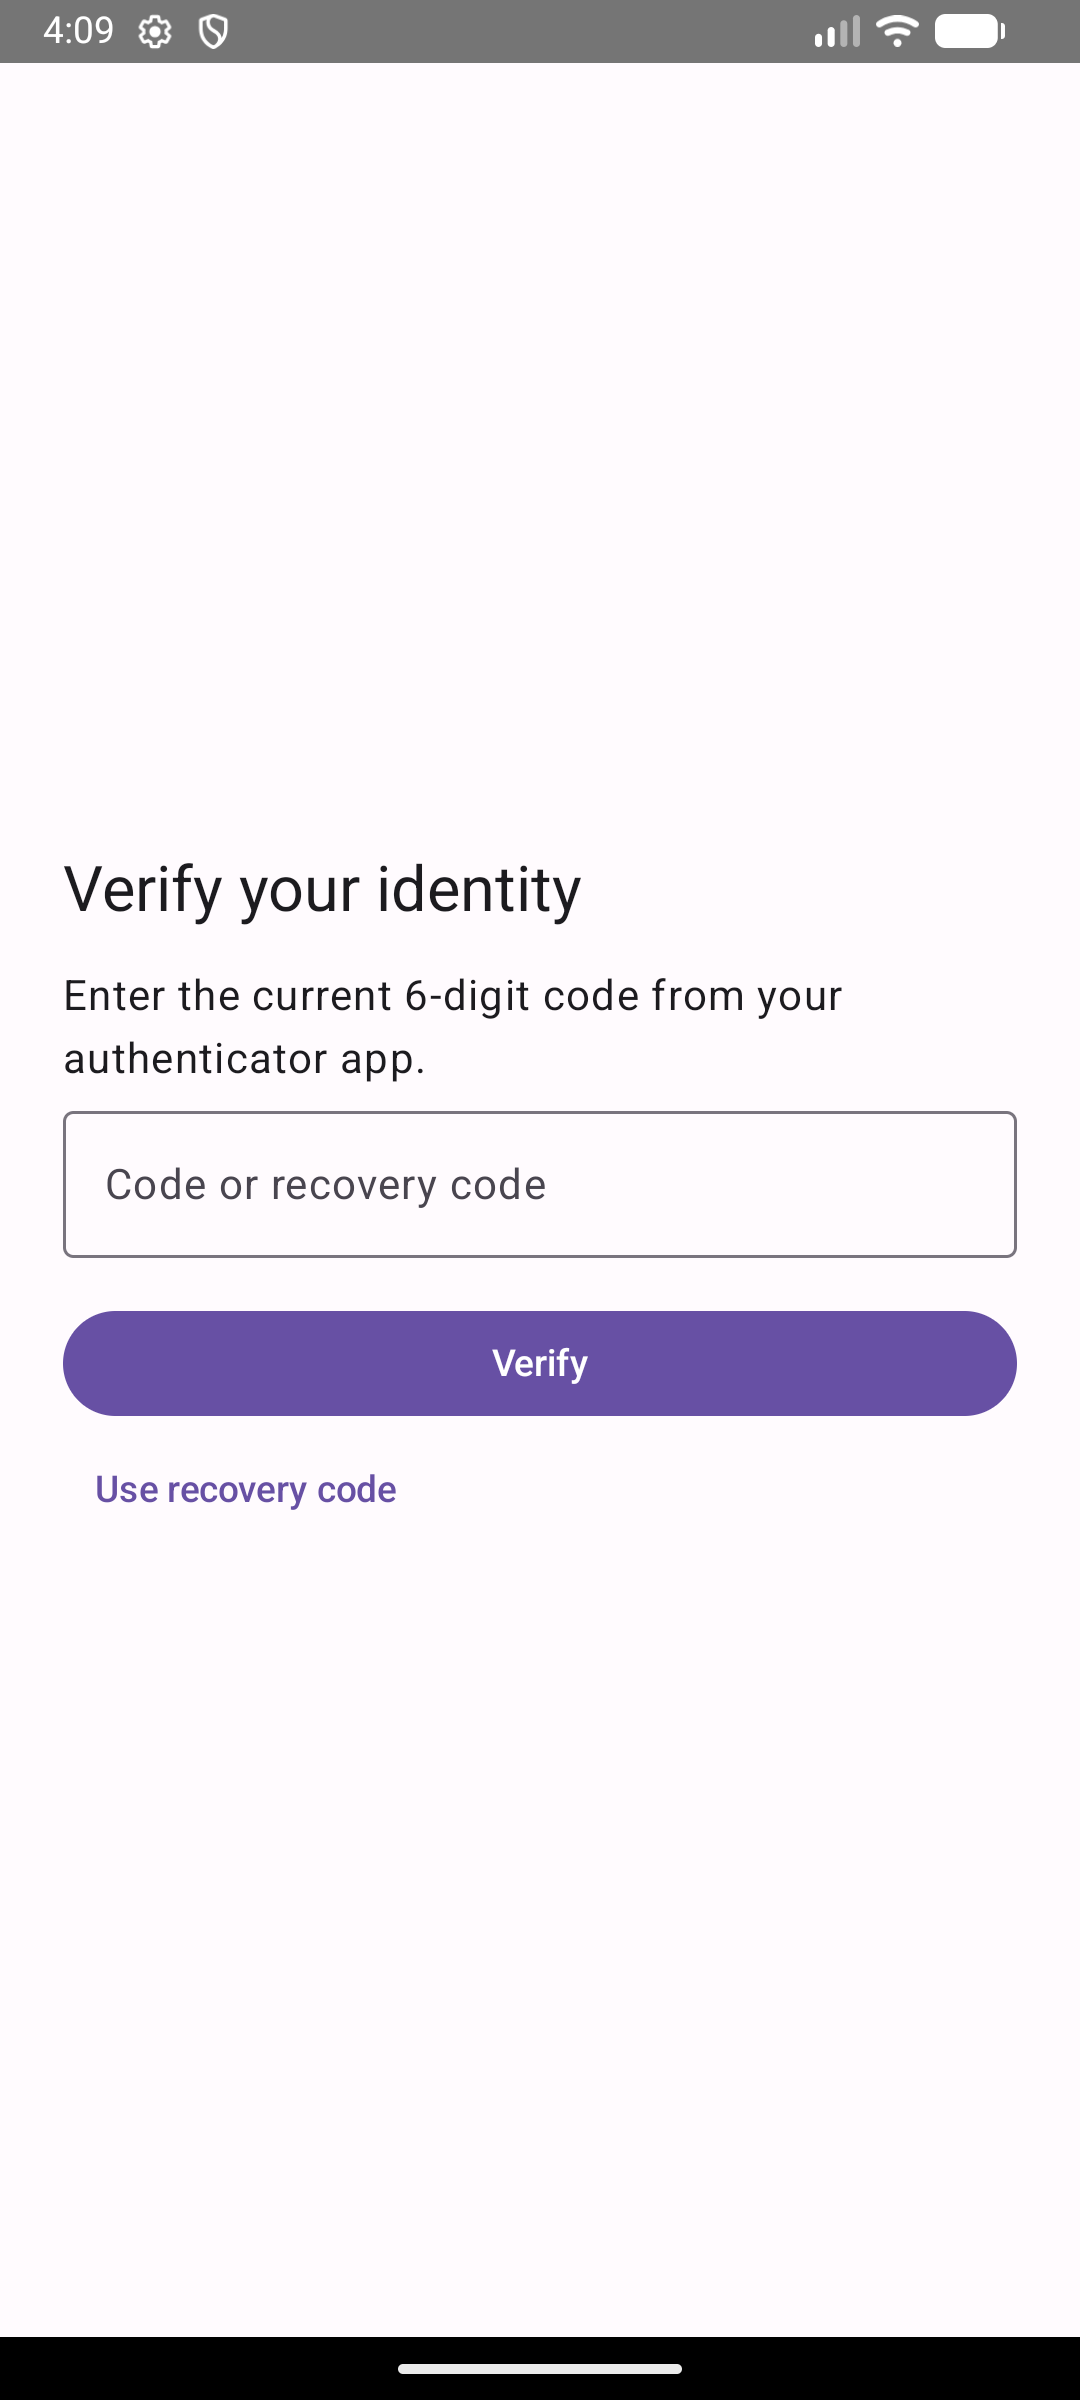 4:09
Verify your identity
Enter the current 6-digit code from your
authenticator app.
Code or recovery code
Verify
Use recovery code